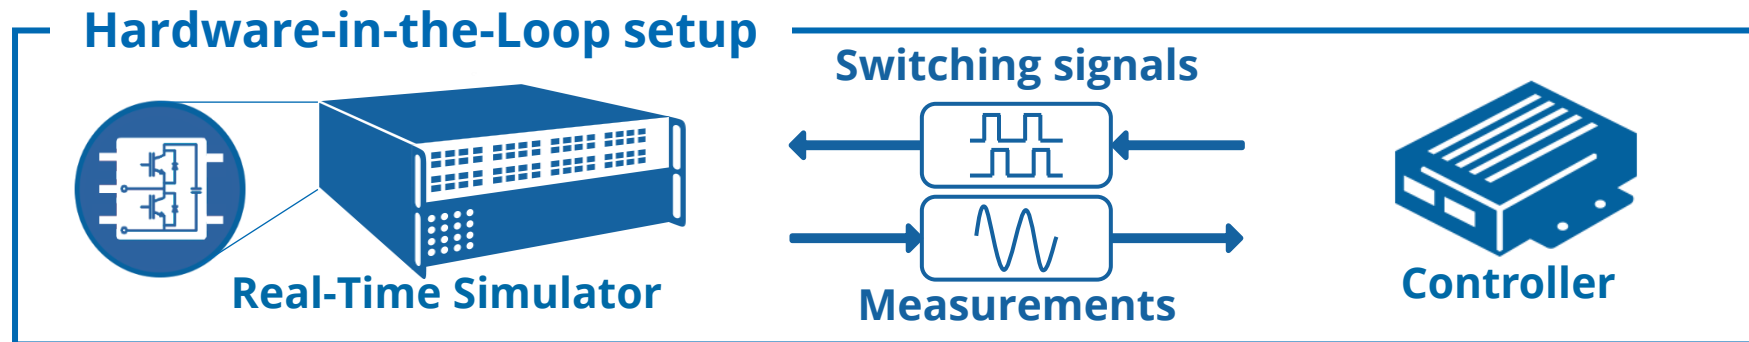 Hardware-in-the-Loop setup
Switching signals
Real-Time Simulator
Measurements
Controller